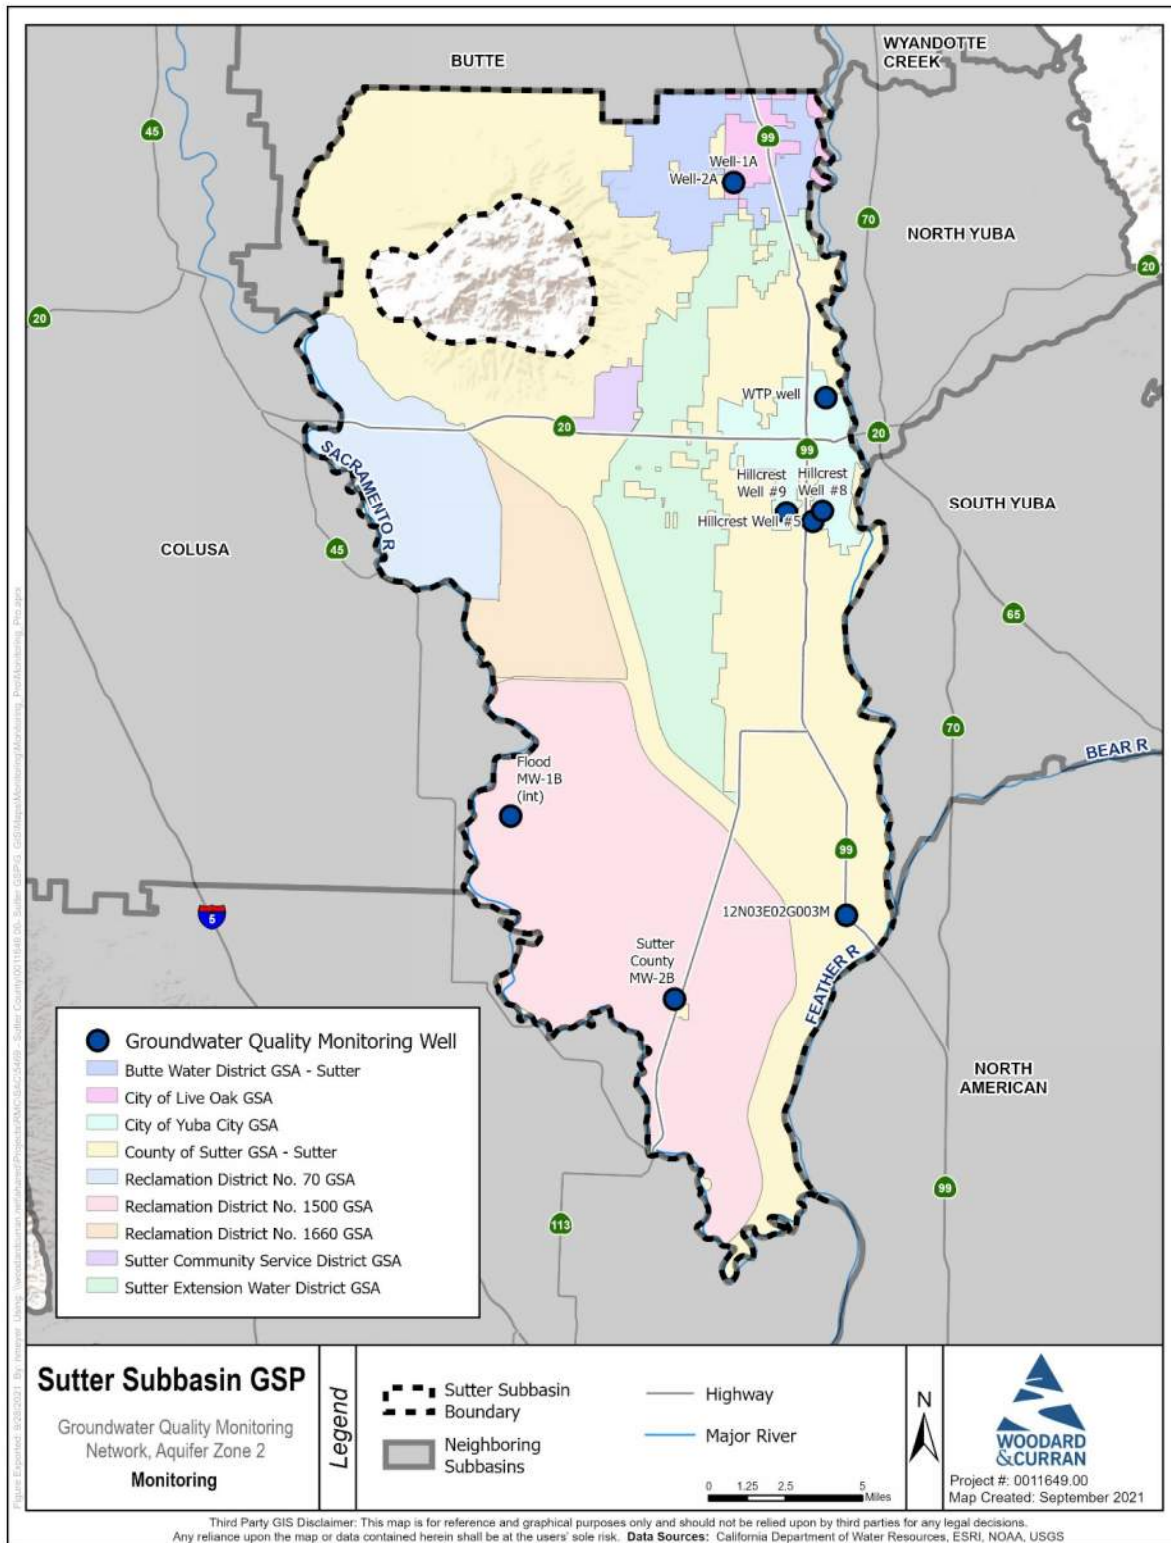 BUTTE
WYANDOTTE
CREEK
45
99
Well-1A
Well-2A
70
NORTH YUBA
20
20
WTP well
20
20
99
SACRAMENTO R
Hillcrest
Well #9
Hillcrest
Well #8
Hillcrest Well #5
SOUTH YUBA
COLUSA
45
65
70
BEAR R
Flood
MW-1B
(int)
99
5
12N03E02G003M
Sutter
County
MW-2B
FEATHER R
NORTH
AMERICAN
99
113
Groundwater Quality Monitoring Well
Butte Water District GSA - Sutter
City of Live Oak GSA
City of Yuba City GSA
County of Sutter GSA - Sutter
Reclamation District No. 70 GSA
Reclamation District No. 1500 GSA
Reclamation District No. 1660 GSA
Sutter Community Service District GSA
Sutter Extension Water District GSA
Sutter Subbasin GSP
Groundwater Quality Monitoring
Network, Aquifer Zone 2
Monitoring
Legend
Sutter Subbasin
Boundary
Neighboring
Subbasins
Highway
Major River
0 1.25 2.5 5
Miles
N
WOODARD
&CURRAN
Project #: 0011649.00
Map Created: September 2021
Third Party GIS Disclaimer: This map is for reference and graphical purposes only and should not be relied upon by third parties for any legal decisions.
Any reliance upon the map or data contained herein shall be at the users' sole risk. Data Sources: California Department of Water Resources, ESRI, NOAA, USGS